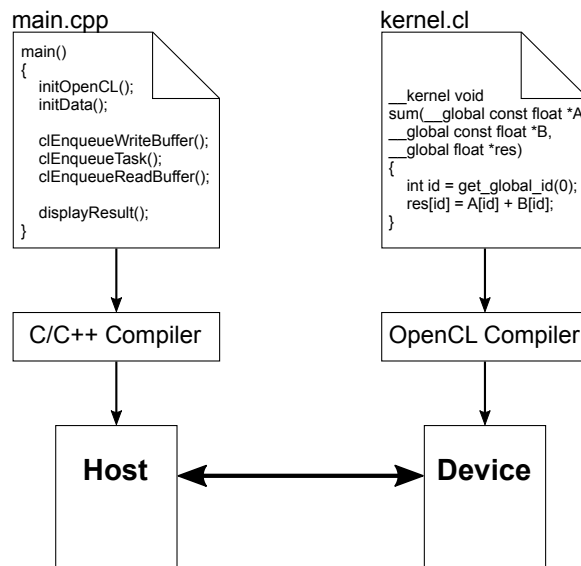 main.cpp
main()
{
initOpenCL();
initData();
clEnqueueWriteBuffer();
clEnqueueTask();
clEnqueueReadBuffer();
displayResult();
}
kernel.cl
__kernel void
sum(__global const float *A
__global const float *B,
__global float *res)
{
int id = get_global_id(0);
res[id] = A[id] + B[id];
}
C/C++ Compiler
OpenCL Compiler
Host
Device